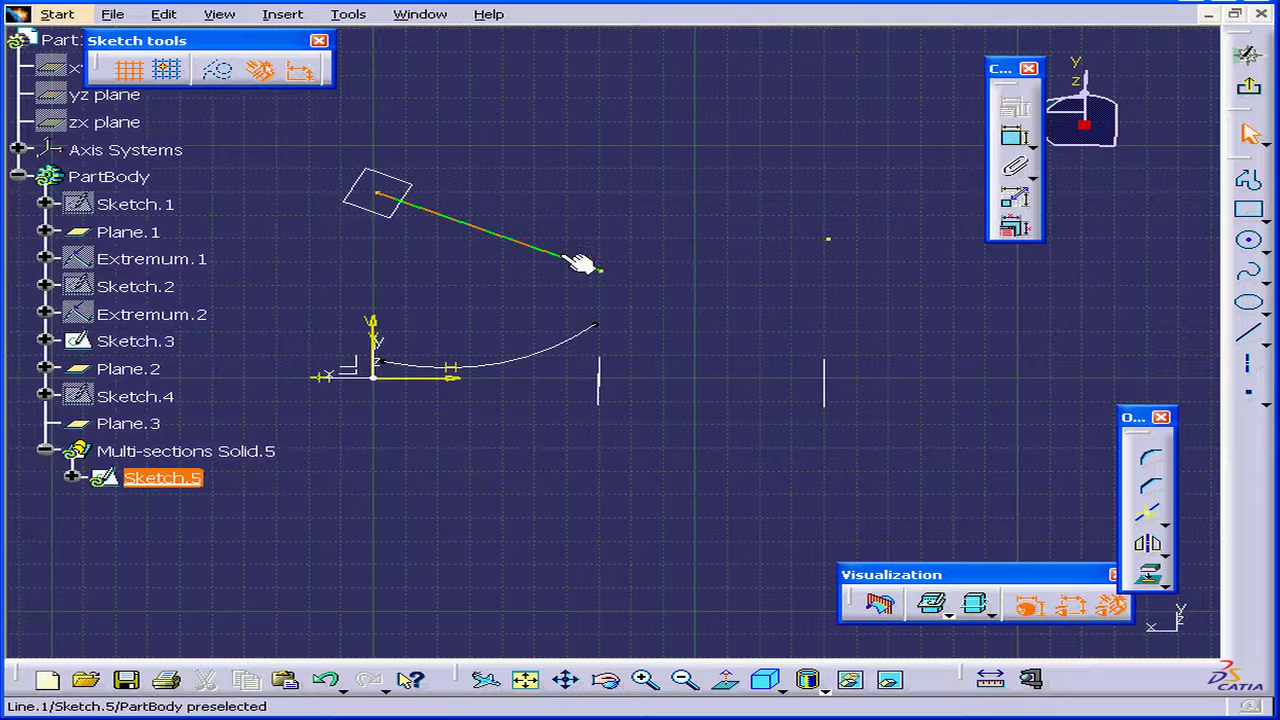 Start File Edit View Insert Tools Window Help
Sketch tools
C...
yz plane
zx plane
Axis Systems
PartBody
Sketch.1
Plane.1
Extremum.1
Sketch.2
Extremum.2
Sketch.3
Plane.2
Sketch.4
Plane.3
Multi-sections Solid.5
Sketch.5
O...
Visualization
y
z
x
CATIA
Line.1/Sketch.5/PartBody preselected